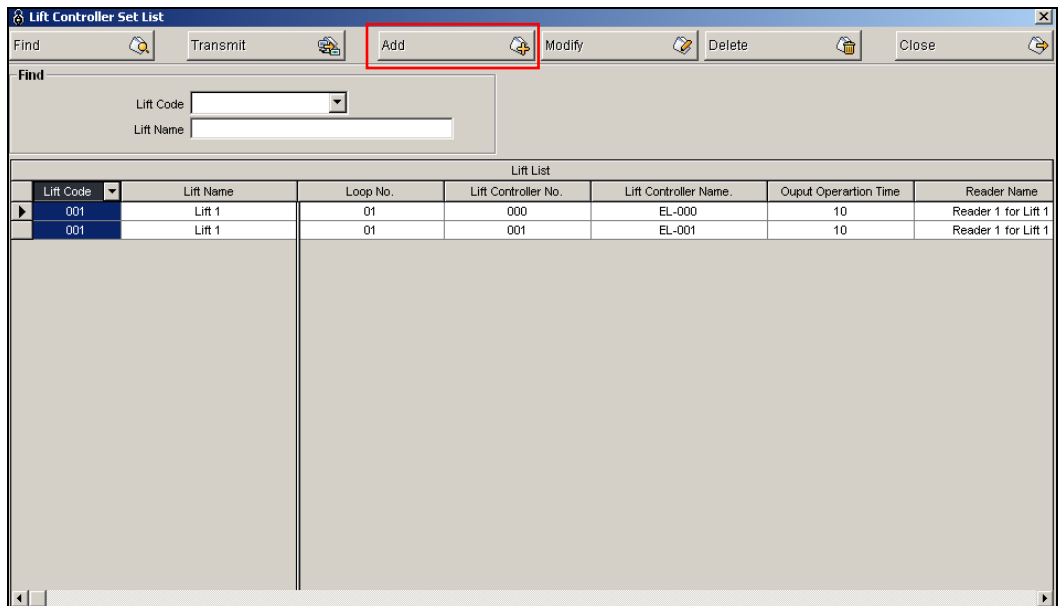 Lift Controller Set List
Find Transmit Add Modify Delete Close
Find
Lift Code
Lift Name
Lift List
Lift Code Lift Name Loop No. Lift Controller No. Lift Controller Name. Ouput Operartion Time Reader Name
001 Lift 1 01 000 EL-000 10 Reader 1 for Lift 1
001 Lift 1 01 001 EL-001 10 Reader 1 for Lift 1